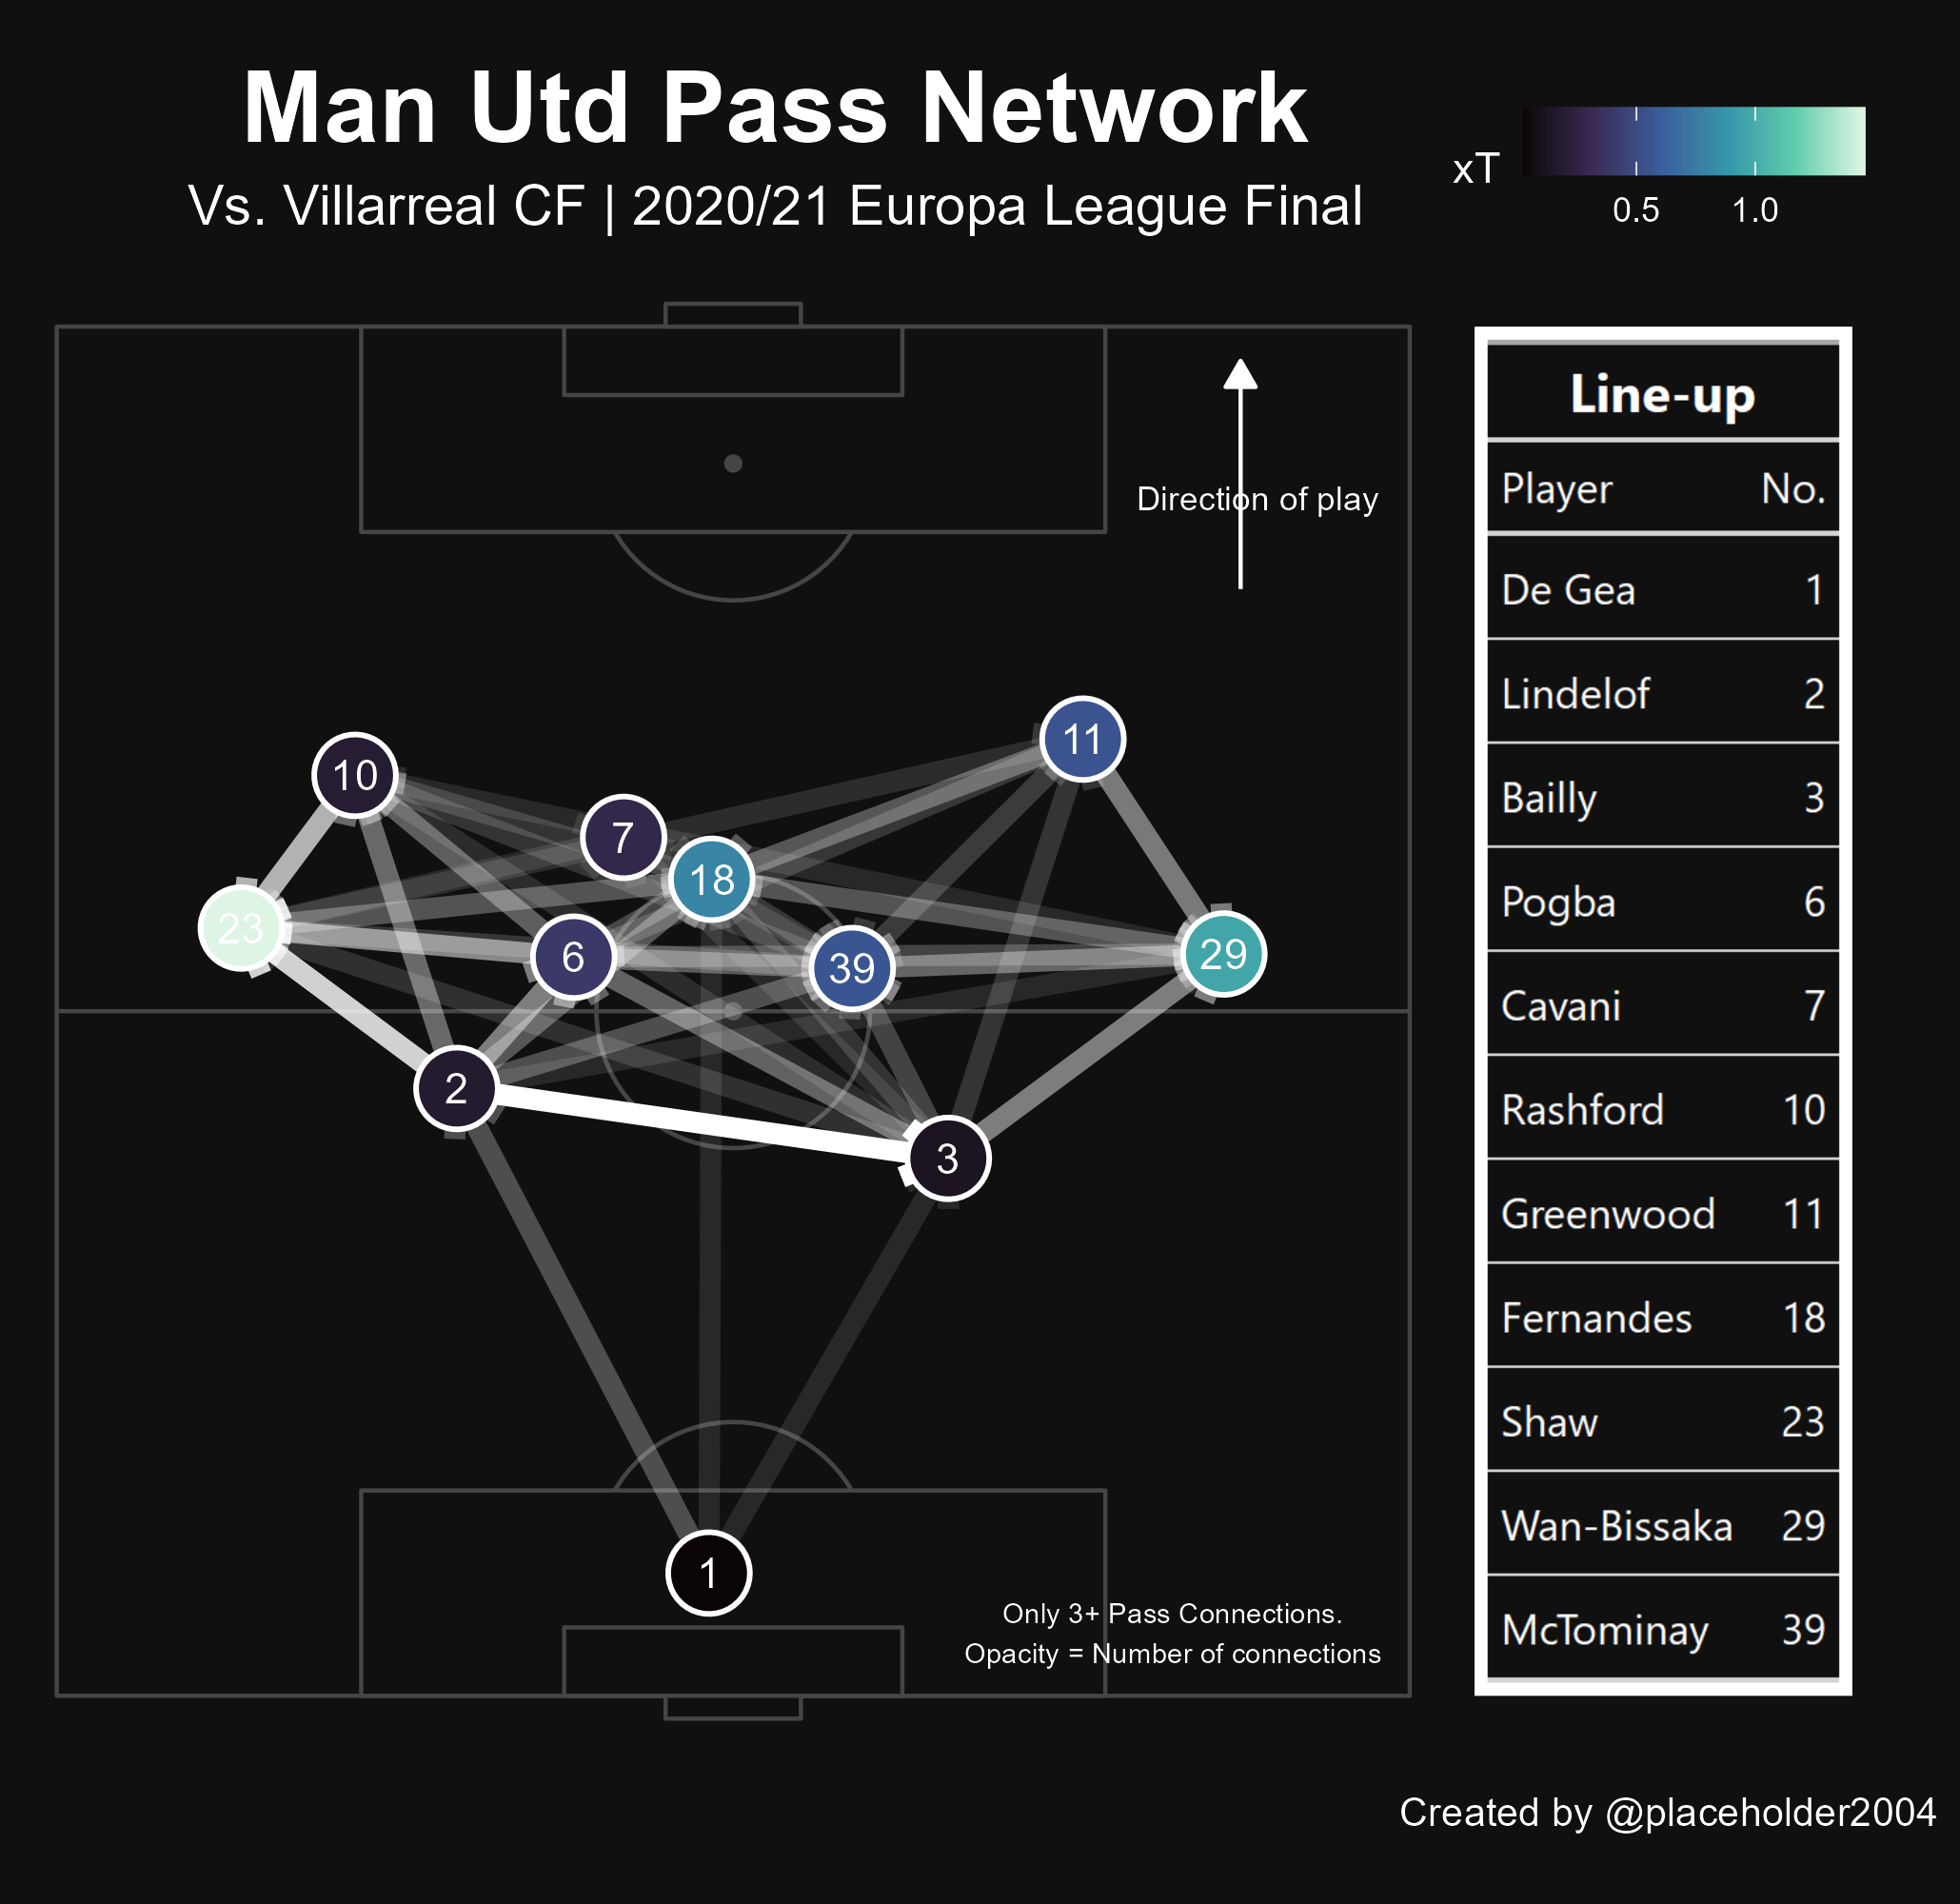 Man Utd Pass Network
Vs. Villarreal CF | 2020/21 Europa League Final
xT
0.5 1.0
Direction of play
11
10
7
18
23
6
39
29
2
3
1
Only 3+ Pass Connections.
Opacity = Number of connections
Line-up
Player No.
De Gea 1
Lindelof 2
Bailly 3
Pogba 6
Cavani 7
Rashford 10
Greenwood 11
Fernandes 18
Shaw 23
Wan-Bissaka 29
McTominay 39
Created by @placeholder2004